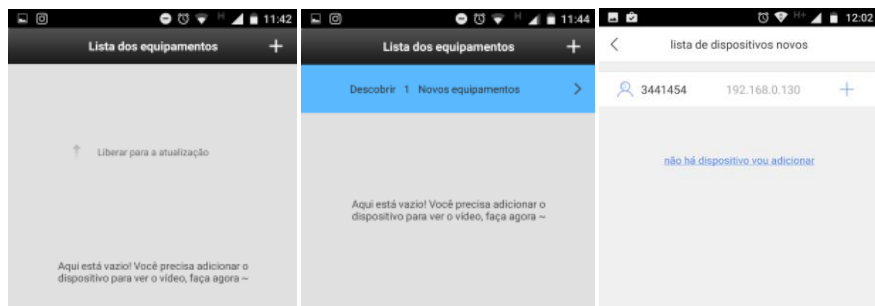 H 11:42
Lista dos equipamentos +
Liberar para a atualização
Aqui está vazio! Você precisa adicionar o
dispositivo para ver o vídeo, faça agora ~
H 11:44
Lista dos equipamentos +
Descobrir 1 Novos equipamentos
Aqui está vazio! Você precisa adicionar o
dispositivo para ver o vídeo, faça agora ~
H+ 12:02
lista de dispositivos novos
3441454 192.168.0.130 +
não há dispositivo vou adicionar